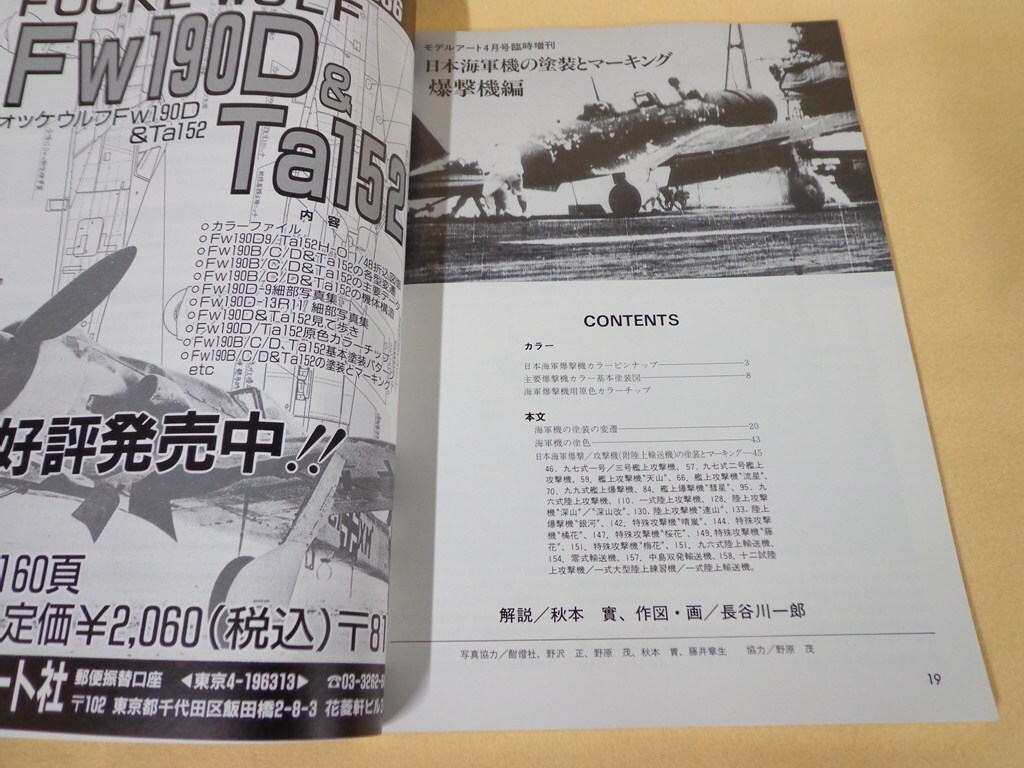 FOCKE-WULF
Fw190D &
Ta152
オッケウルフFw190D
&Ta152
内 容
○カラーファイル
○Fw190D9/Ta152H-0 1/48折込図面
○Fw190B/C/D&Ta152の各型変遷
○Fw190B/C/D&Ta152の主要データ
○Fw190B/C/D&Ta152の機体構造
○Fw190D-9細部写真集
○Fw190D-13R11細部写真集
○Fw190D&Ta152見て歩き
○Fw190D/Ta152原色カラーチップ
○Fw190B/C/D、Ta152基本塗装パターン
○Fw190B/C/D&Ta152の塗装とマーキング
etc
好評発売中!!
160頁
定価¥2,060(税込)〒
ート社 郵便振替口座 ◀東京4-196313▶ ☎03-3262-
〒102 東京都千代田区飯田橋2-8-3 花菱軒ビル
モデルアート4月号臨時増刊
日本海軍機の塗装とマーキング
爆撃機編
CONTENTS
カラー
日本海軍爆撃機カラーピンナップ――3
主要爆撃機カラー基本塗装図――8
海軍爆撃機用原色カラーチップ
本文
海軍機の塗装の変遷――20
海軍機の塗色――43
日本海軍爆撃/攻撃機(附陸上輸送機)の塗装とマーキング―45
46．九七式一号/三号艦上攻撃機、57．九七式二号艦上
攻撃機、59．艦上攻撃機"天山"、66．艦上攻撃機"流星"、
70．九九式艦上爆撃機、84．艦上爆撃機"彗星"、95．九
六式陸上攻撃機、110．一式陸上攻撃機、128．陸上攻撃
機"深山"/"深山改"、130．陸上攻撃機"連山"、133．陸上
爆撃機"銀河"、142．特殊攻撃機"晴嵐"、144．特殊攻撃
機"橘花"、147．特殊攻撃機"桜花"、149．特殊攻撃機"藤
花"、151．特殊攻撃機"梅花"、151．九六式陸上輸送機、
154．零式輸送機、157．中島双発輸送機、158．十二試陸
上攻撃機/一式大型陸上練習機/一式陸上輸送機。
解説/秋本 實、作図・画/長谷川一郎
写真協力/酣燈社、野沢 正、野原 茂、秋本 實、藤井章生 協力/野原 茂
19